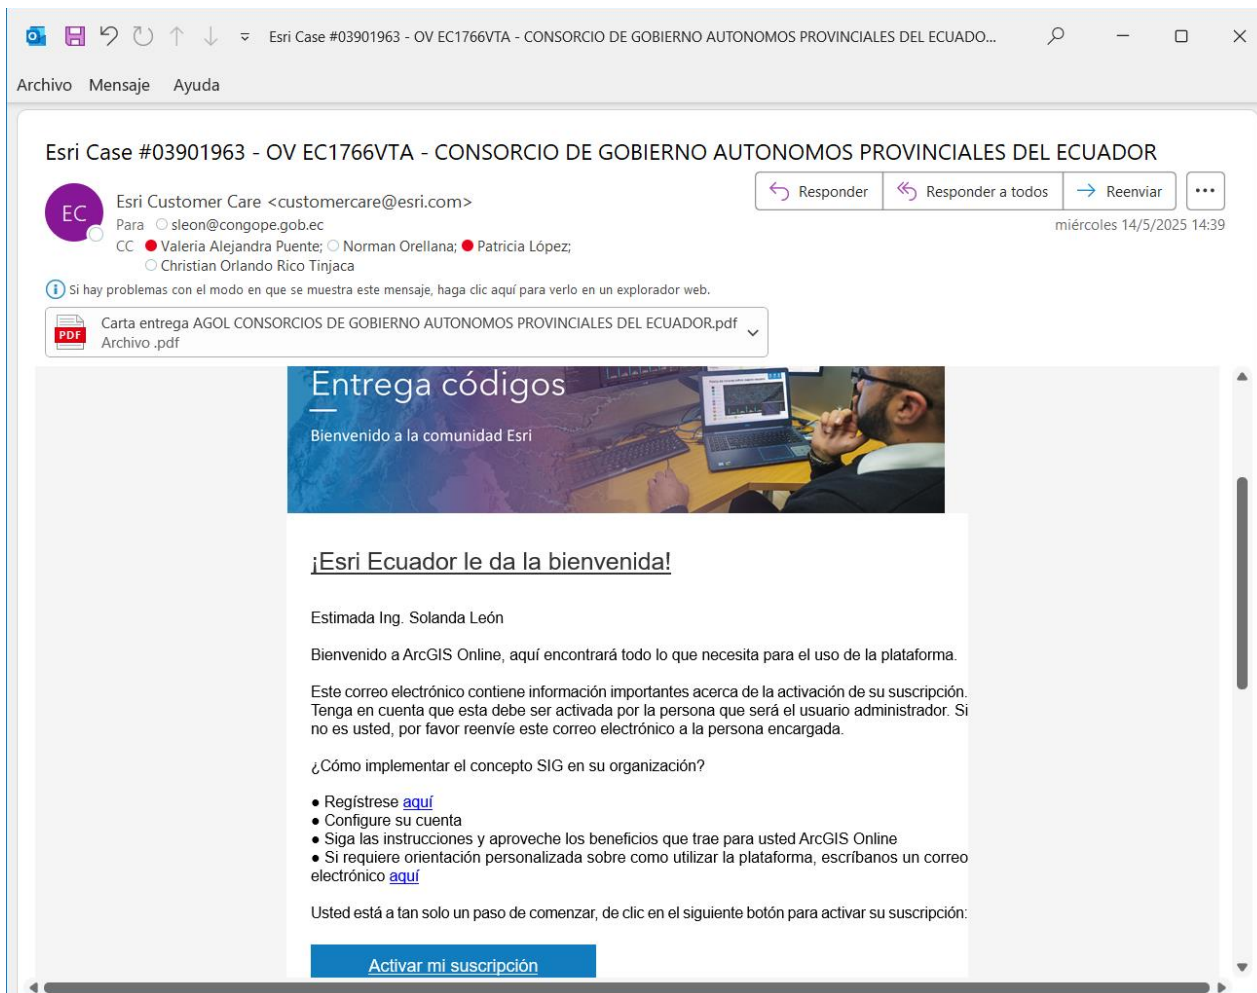 Esri Case #03901963 - OV EC1766VTA - CONSORCIO DE GOBIERNO AUTONOMOS PROVINCIALES DEL ECUADO...
Archivo Mensaje Ayuda
Esri Case #03901963 - OV EC1766VTA - CONSORCIO DE GOBIERNO AUTONOMOS PROVINCIALES DEL ECUADOR
EC
Esri Customer Care <customercare@esri.com>
Responder Responder a todos Reenviar
Para sleon@congope.gob.ec
miércoles 14/5/2025 14:39
CC Valeria Alejandra Puente; Norman Orellana; Patricia López;
Christian Orlando Rico Tinjaca
Si hay problemas con el modo en que se muestra este mensaje, haga clic aquí para verlo en un explorador web.
PDF
Carta entrega AGOL CONSORCIOS DE GOBIERNO AUTONOMOS PROVINCIALES DEL ECUADOR.pdf
Archivo .pdf
Entrega códigos
Bienvenido a la comunidad Esri
¡Esri Ecuador le da la bienvenida!
Estimada Ing. Solanda León
Bienvenido a ArcGIS Online, aquí encontrará todo lo que necesita para el uso de la plataforma.
Este correo electrónico contiene información importantes acerca de la activación de su suscripción.
Tenga en cuenta que esta debe ser activada por la persona que será el usuario administrador. Si
no es usted, por favor reenvíe este correo electrónico a la persona encargada.
¿Cómo implementar el concepto SIG en su organización?
● Regístrese aquí
● Configure su cuenta
● Siga las instrucciones y aproveche los beneficios que trae para usted ArcGIS Online
● Si requiere orientación personalizada sobre como utilizar la plataforma, escríbanos un correo
electrónico aquí
Usted está a tan solo un paso de comenzar, de clic en el siguiente botón para activar su suscripción:
Activar mi suscripción